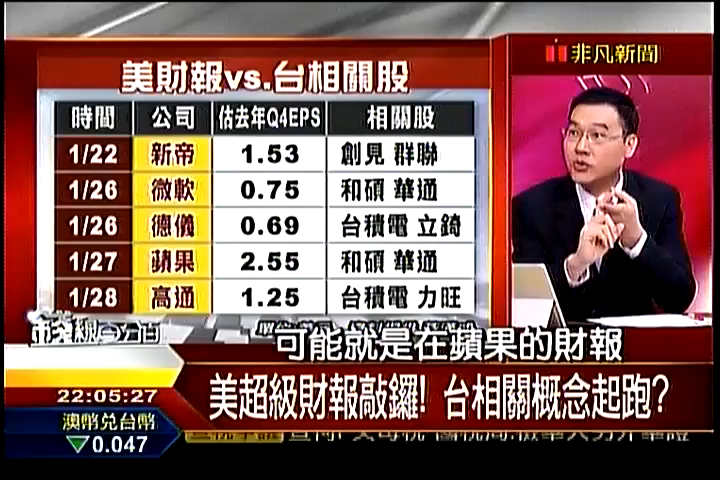 非凡新聞
美財報vs.台相關股
時間 公司 估去年Q4EPS 相關股
1/22 新帝 1.53 創見 群聯
1/26 微軟 0.75 和碩 華通
1/26 德儀 0.69 台積電 立錡
1/27 蘋果 2.55 和碩 華通
1/28 高通 1.25 台積電 力旺
可能就是在蘋果的財報
美超級財報敲鑼! 台相關概念起跑?
22:05:27
澳幣兌台幣
▽0.047